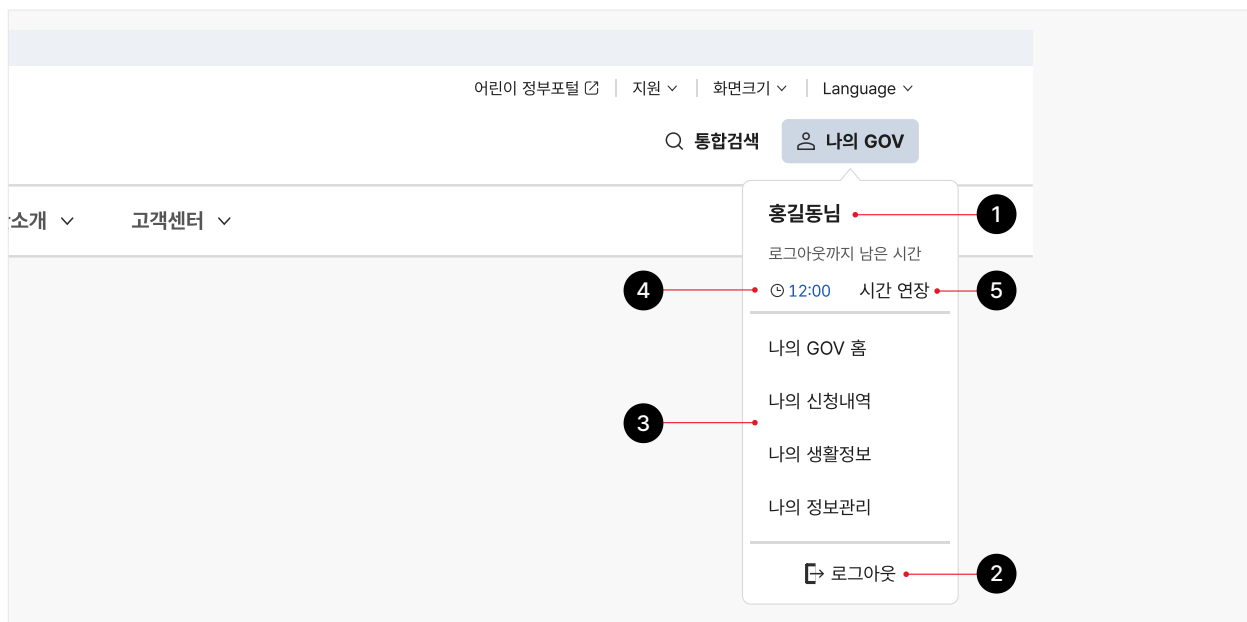 어린이 정부포털 지원 화면크기 Language
통합검색 나의 GOV
소개 고객센터
홍길동님 1
로그아웃까지 남은 시간
4 12:00 시간 연장 5
나의 GOV 홈
나의 신청내역
3
나의 생활정보
나의 정보관리
로그아웃 2